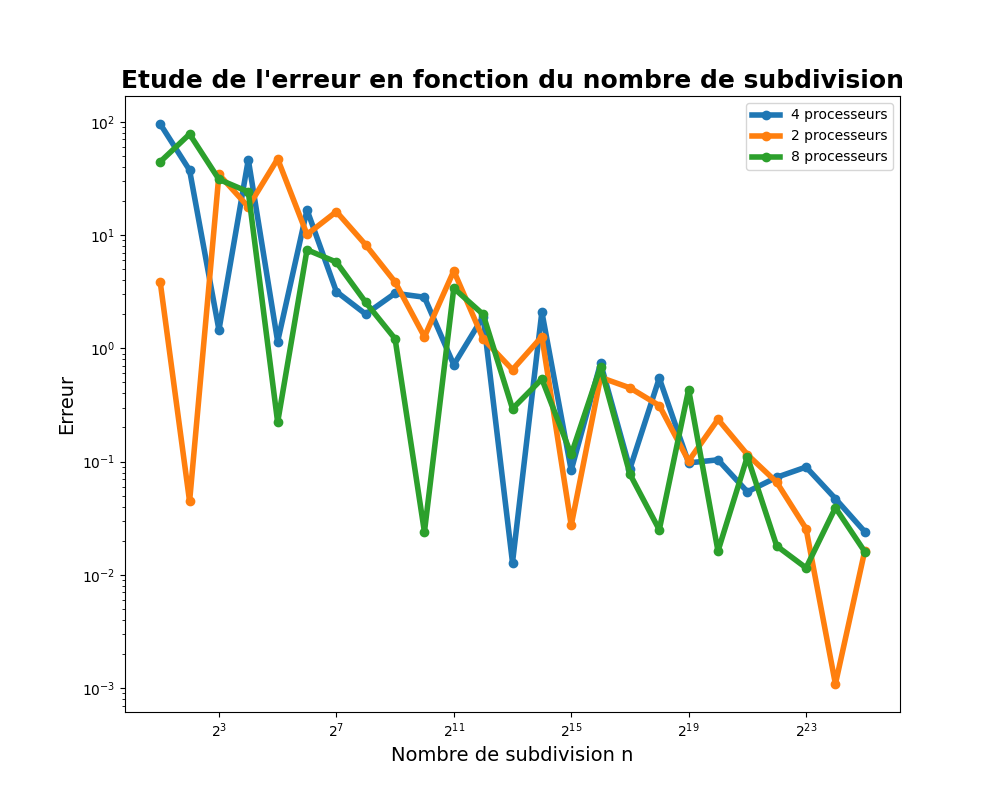 Etude de l'erreur en fonction du nombre de subdivision
4 processeurs
2 processeurs
8 processeurs
Erreur
10²
10¹
10⁰
10⁻¹
10⁻²
10⁻³
2³ 2⁷ 2¹¹ 2¹⁵ 2¹⁹ 2²³
Nombre de subdivision n